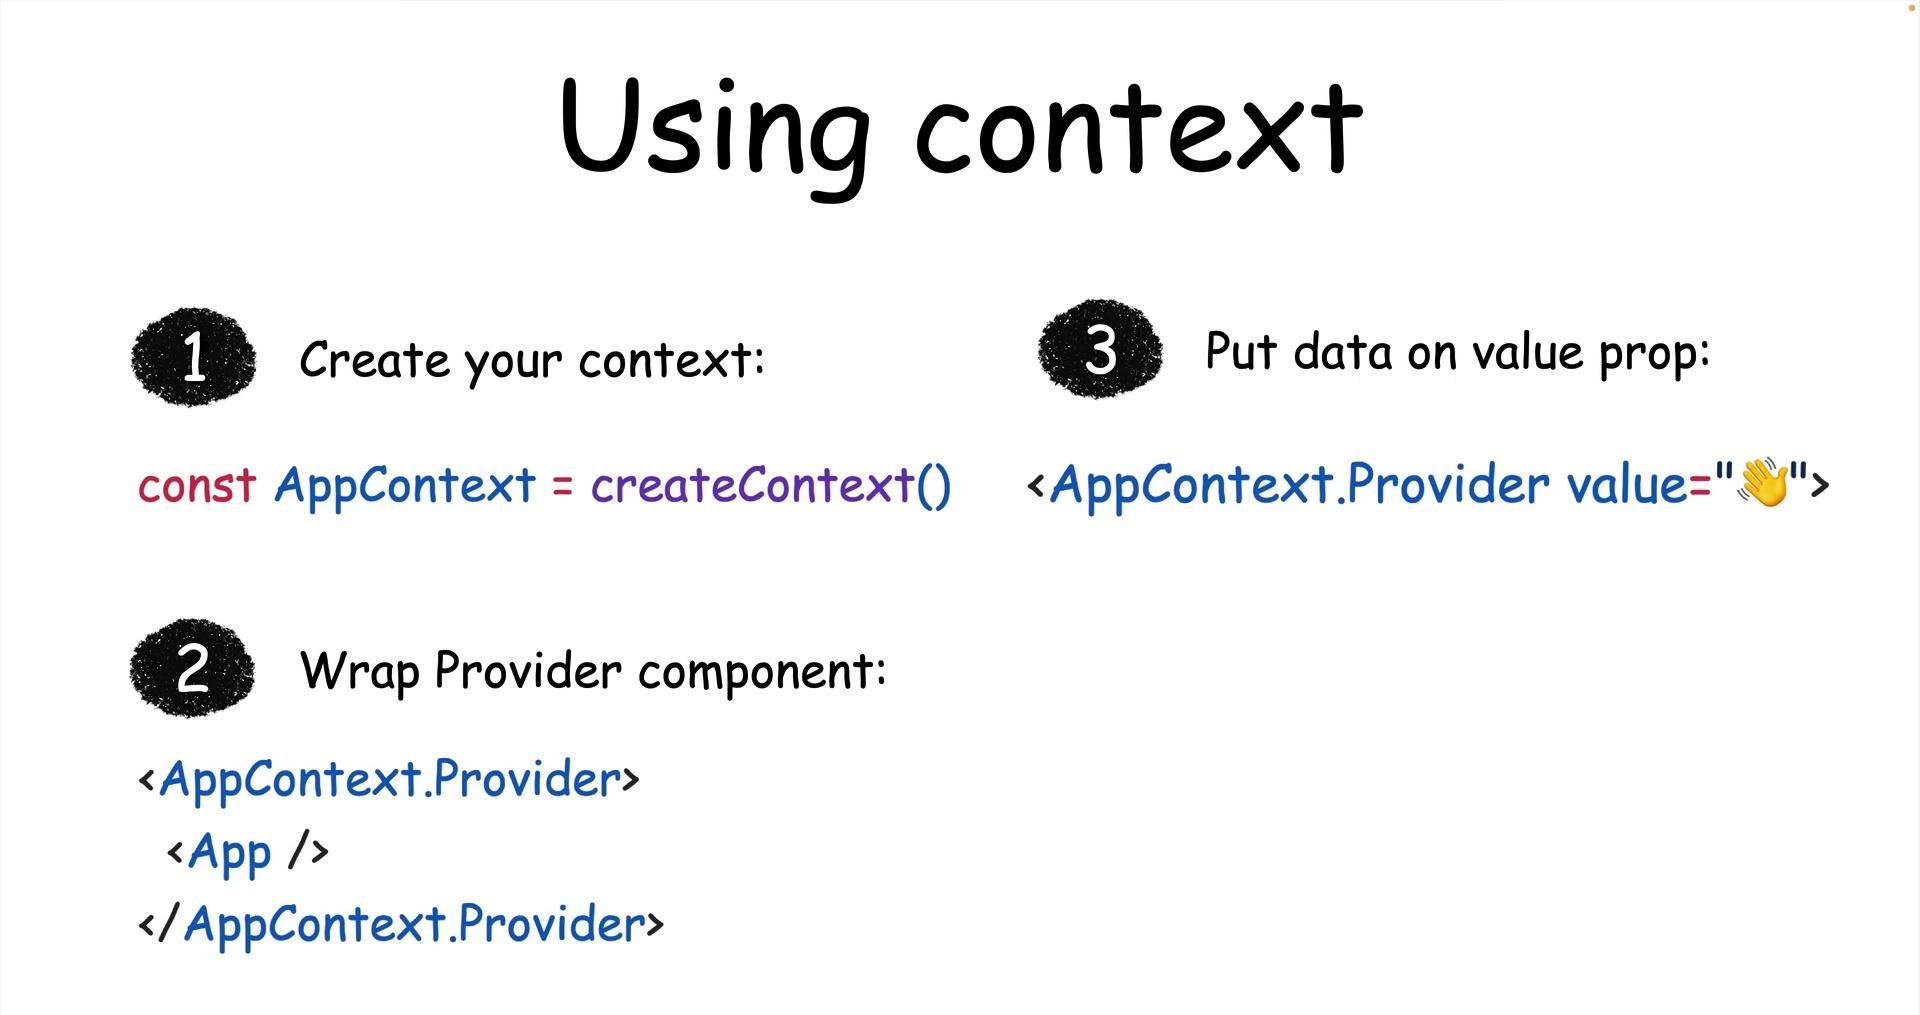 Using context
1 Create your context:
const AppContext = createContext()
2 Wrap Provider component:
<AppContext.Provider>
<App />
</AppContext.Provider>
3 Put data on value prop:
<AppContext.Provider value="👋">